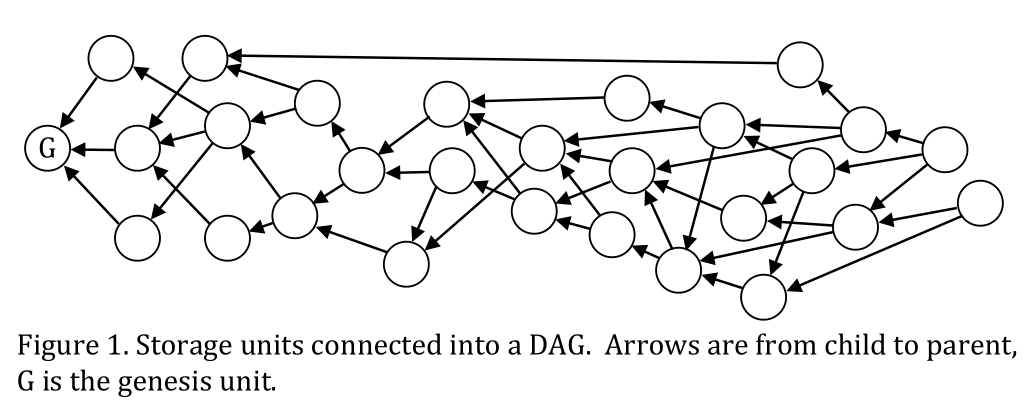 G
Figure 1. Storage units connected into a DAG.  Arrows are from child to parent,
G is the genesis unit.